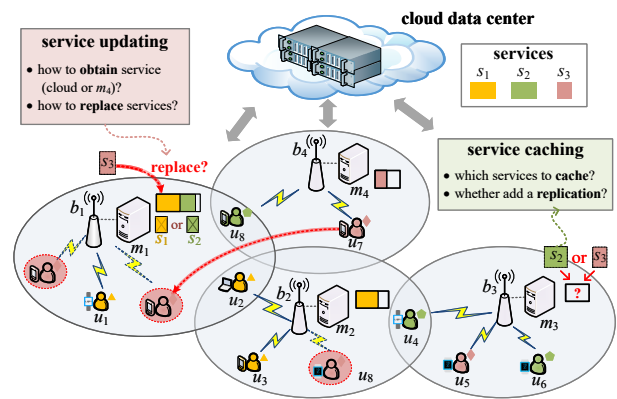 cloud data center
service updating
• how to obtain service
(cloud or m4)?
• how to replace services?
services
s1 s2 s3
service caching
• which services to cache?
• whether add a replication?
s3
replace?
b4
m4
b1
m1
s1 or s2
u8
u7
s2 or s3
?
b3
m3
u1
u2
b2
m2
u4
u3
u8
u5
u6